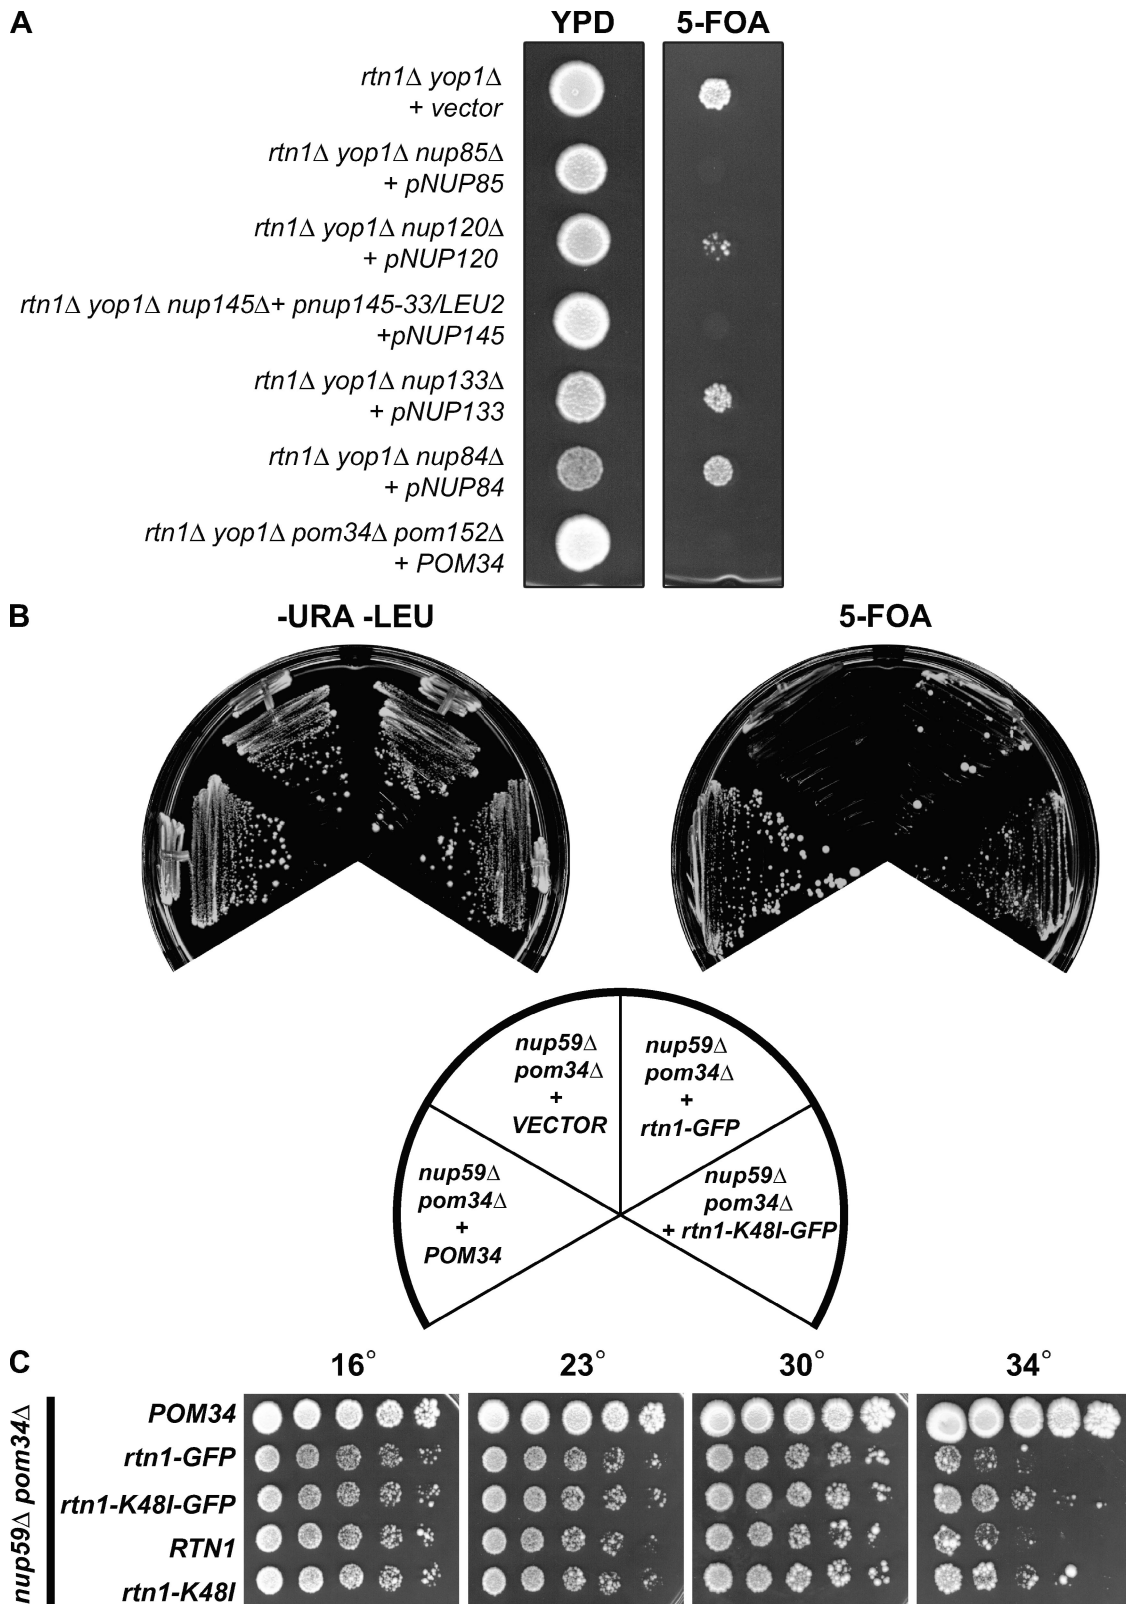 A YPD 5-FOA
rtn1Δ yop1Δ
+ vector
rtn1Δ yop1Δ nup85Δ
+ pNUP85
rtn1Δ yop1Δ nup120Δ
+ pNUP120
rtn1Δ yop1Δ nup145Δ+ pnup145-33/LEU2
+pNUP145
rtn1Δ yop1Δ nup133Δ
+ pNUP133
rtn1Δ yop1Δ nup84Δ
+ pNUP84
rtn1Δ yop1Δ pom34Δ pom152Δ
+ POM34
B -URA -LEU 5-FOA
nup59Δ
pom34Δ
+
VECTOR
nup59Δ
pom34Δ
+
rtn1-GFP
nup59Δ
pom34Δ
+
POM34
nup59Δ
pom34Δ
+ rtn1-K48I-GFP
C 16° 23° 30° 34°
nup59Δ pom34Δ
POM34
rtn1-GFP
rtn1-K48I-GFP
RTN1
rtn1-K48I